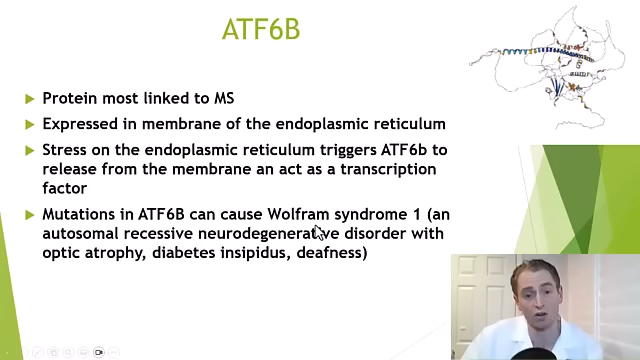 ATF6B
Protein most linked to MS
Expressed in membrane of the endoplasmic reticulum
Stress on the endoplasmic reticulum triggers ATF6b to
release from the membrane an act as a transcription
factor
Mutations in ATF6B can cause Wolfram syndrome 1 (an
autosomal recessive neurodegenerative disorder with
optic atrophy, diabetes insipidus, deafness)